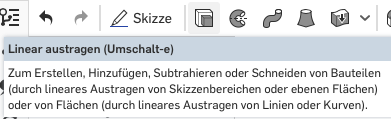 Skizze
Linear austragen (Umschalt-e)
Zum Erstellen, Hinzufügen, Subtrahieren oder Schneiden von Bauteilen
(durch lineares Austragen von Skizzenbereichen oder ebenen Flächen)
oder von Flächen (durch lineares Austragen von Linien oder Kurven).